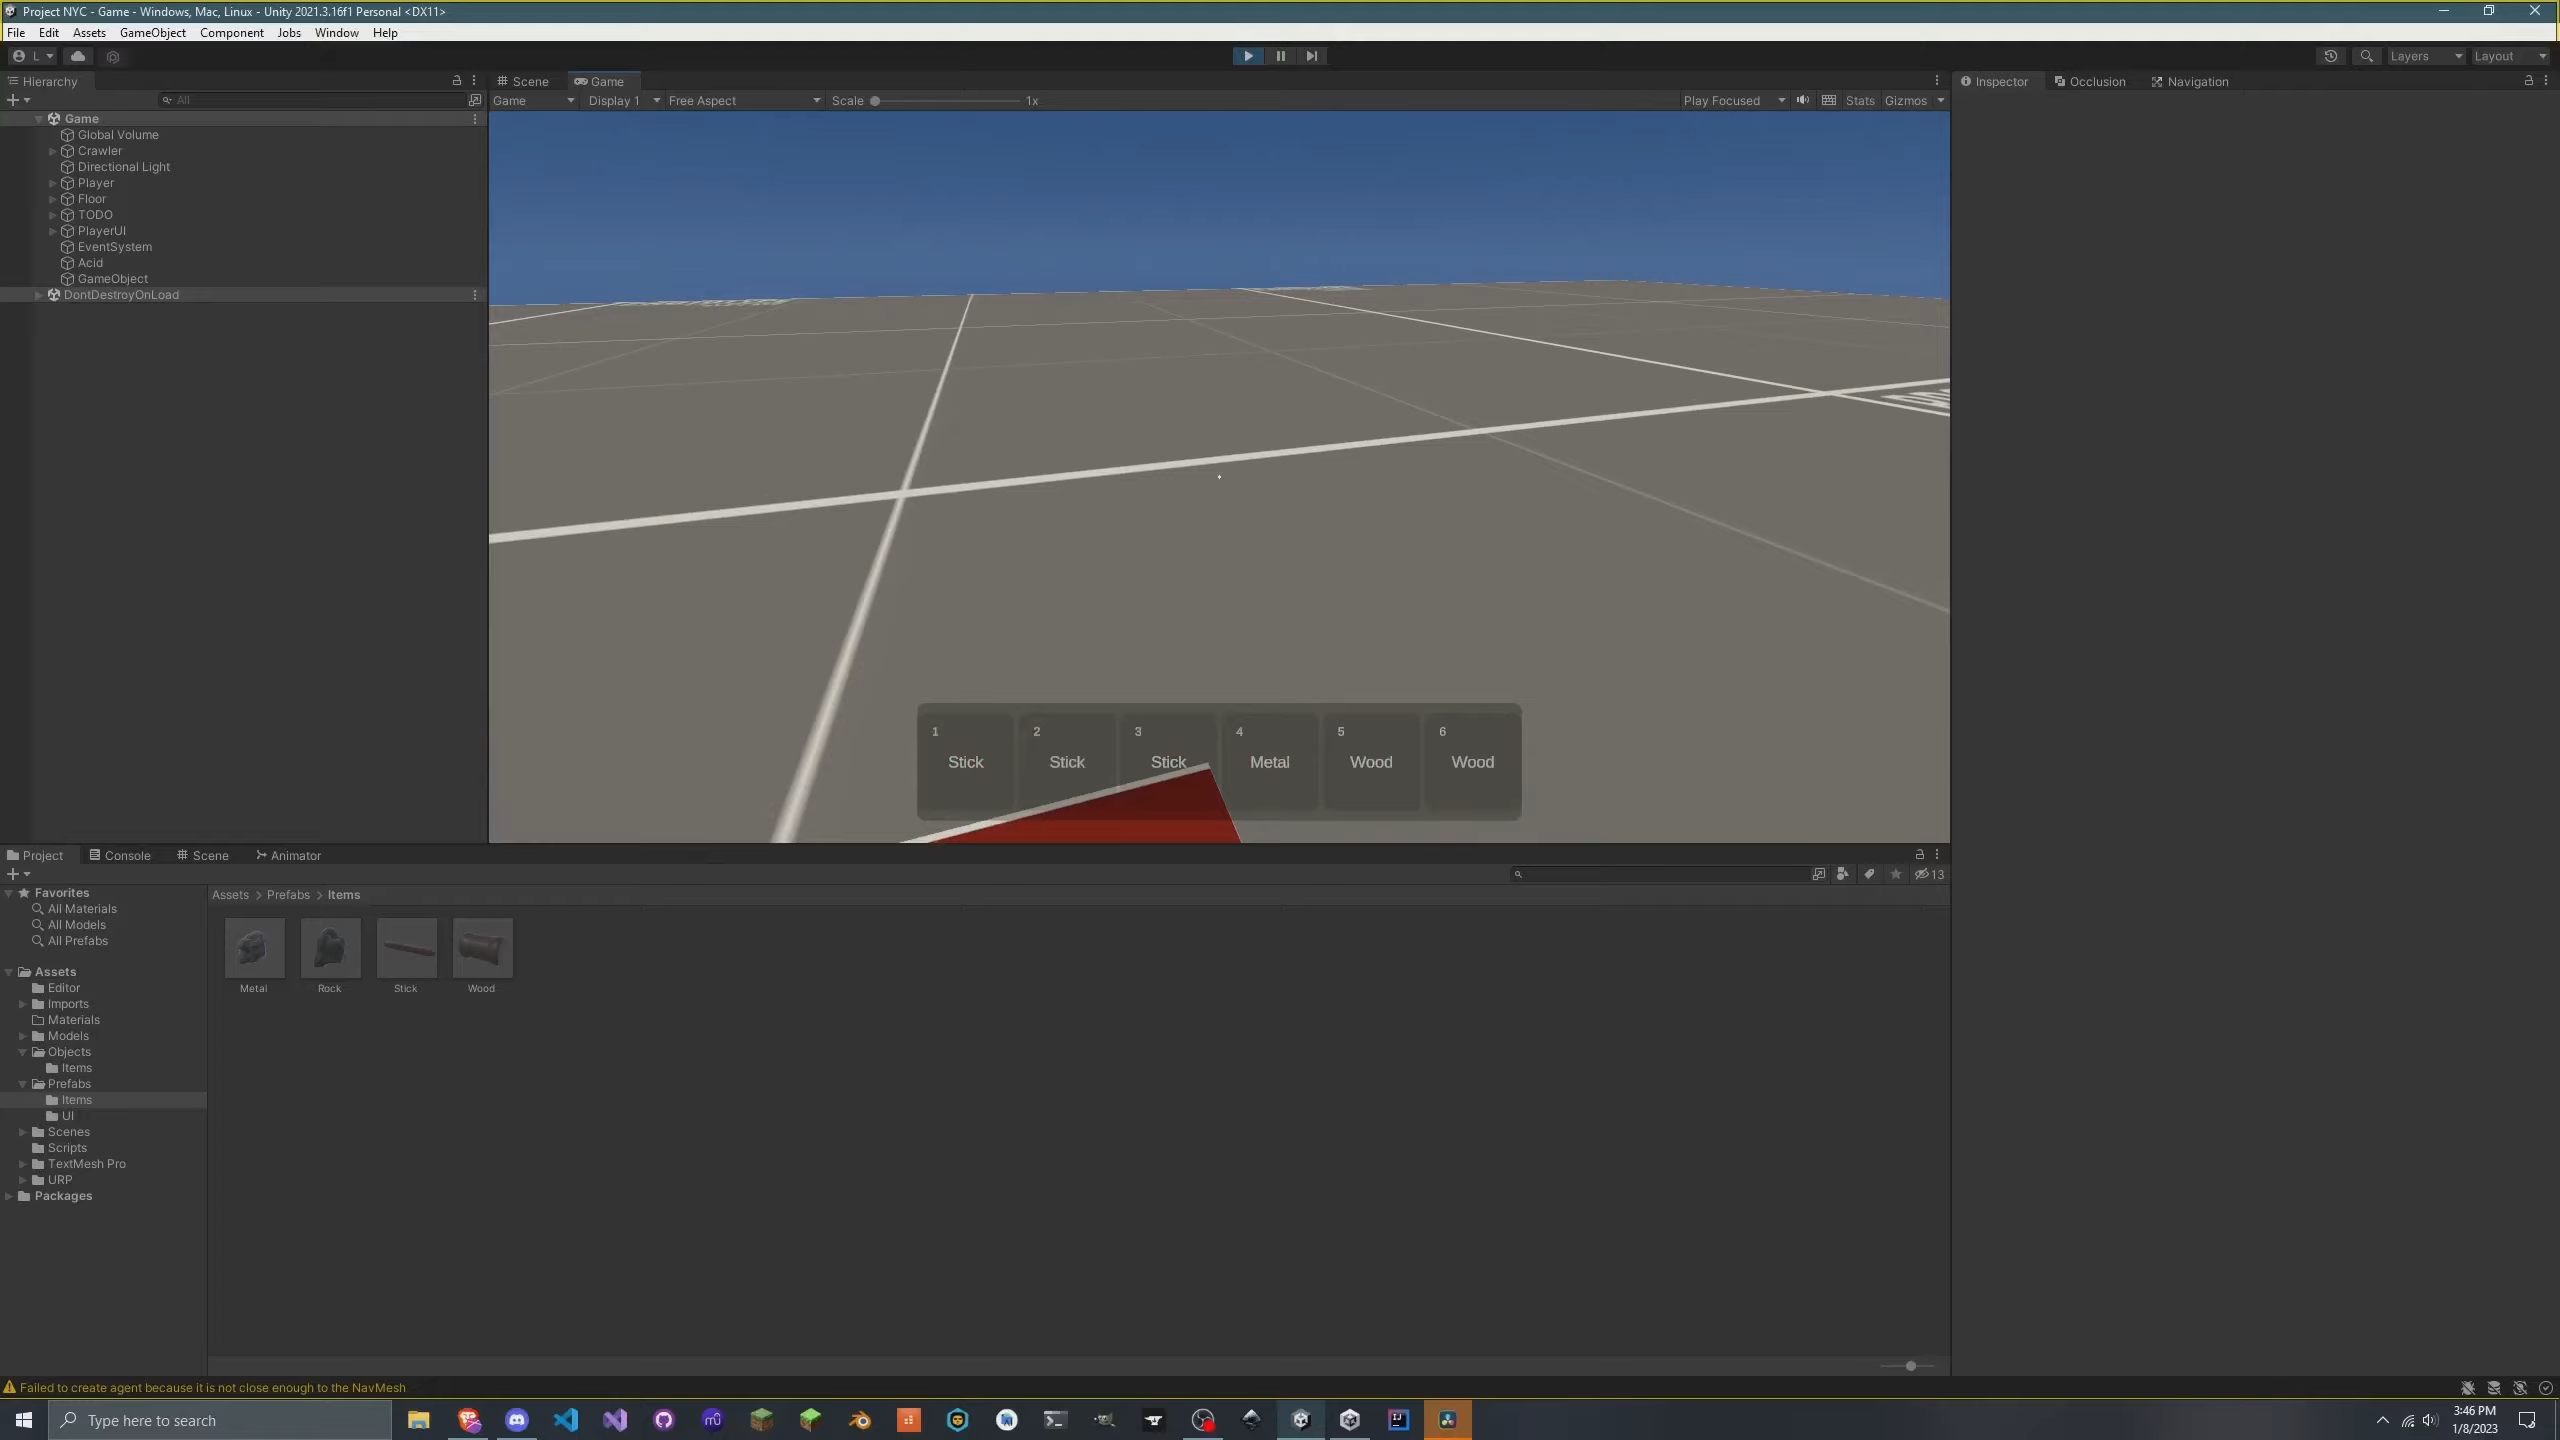 Project NYC - Game - Windows, Mac, Linux - Unity 2021.3.16f1 Personal <DX11>
File Edit Assets GameObject Component Jobs Window Help
L Layers Layout
Hierarchy Scene Game Inspector Occlusion Navigation
All Game Display 1 Free Aspect Scale 1x Play Focused Stats Gizmos
Game
Global Volume
Crawler
Directional Light
Player
Floor
TODO
PlayerUI
EventSystem
Acid
GameObject
DontDestroyOnLoad
1 2 3 4 5 6
Stick Stick Stick Metal Wood Wood
Project Console Scene Animator
13
Favorites
All Materials
All Models
All Prefabs
Assets
Editor
Imports
Materials
Models
Objects
Items
Prefabs
Items
UI
Scenes
Scripts
TextMesh Pro
URP
Packages
Assets > Prefabs > Items
Metal Rock Stick Wood
Failed to create agent because it is not close enough to the NavMesh
Type here to search
3:46 PM
1/8/2023